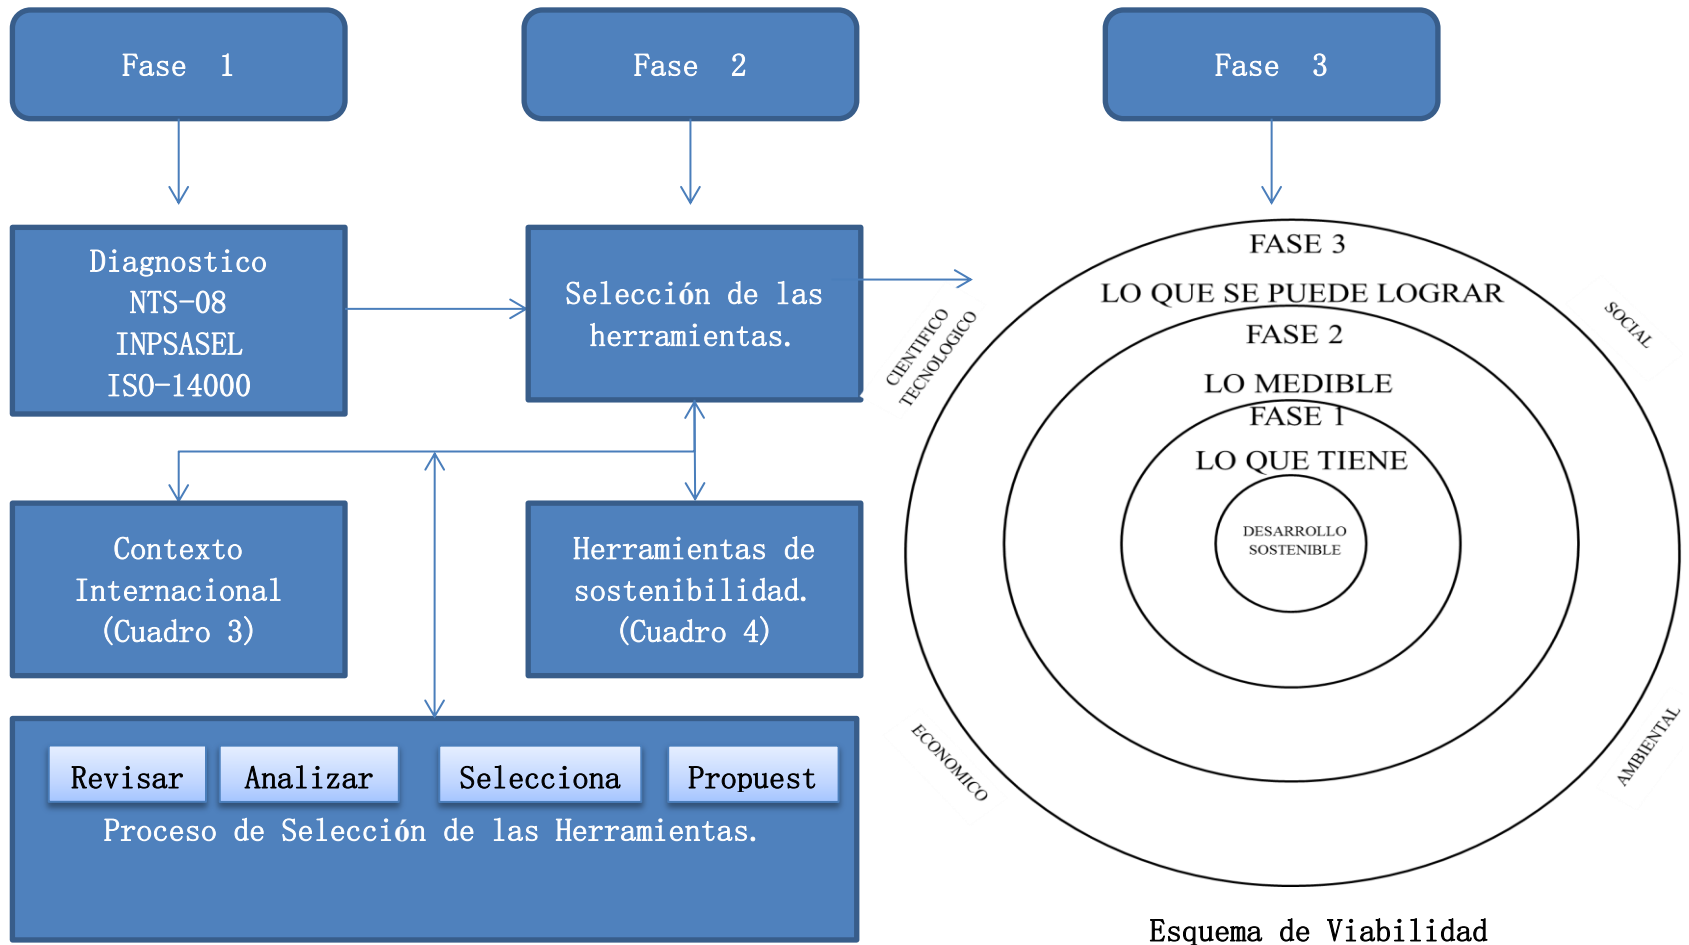 Fase 1
Fase 2
Fase 3
Diagnostico
NTS-08
INPSASEL
ISO-14000
Selección de las
herramientas.
Contexto
Internacional
(Cuadro 3)
Herramientas de
sostenibilidad.
(Cuadro 4)
Revisar
Analizar
Selecciona
Propuest
Proceso de Selección de las Herramientas.
FASE 3
LO QUE SE PUEDE LOGRAR
FASE 2
LO MEDIBLE
FASE 1
LO QUE TIENE
DESARROLLO
SOSTENIBLE
CIENTIFICO
TECNOLOGICO
SOCIAL
ECONOMICO
AMBIENTAL
Esquema de Viabilidad